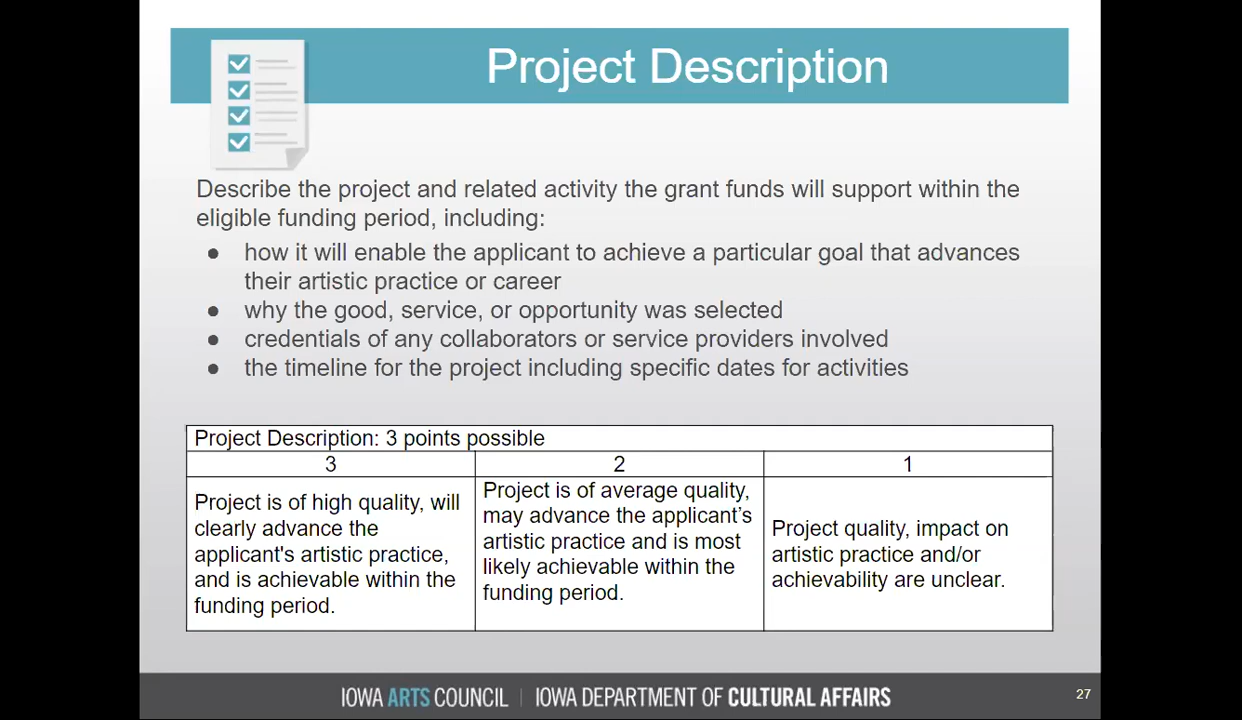 Project Description
Describe the project and related activity the grant funds will support within the
eligible funding period, including:
● how it will enable the applicant to achieve a particular goal that advances
their artistic practice or career
● why the good, service, or opportunity was selected
● credentials of any collaborators or service providers involved
● the timeline for the project including specific dates for activities
Project Description: 3 points possible
3
2
1
Project is of high quality, will
clearly advance the
applicant's artistic practice,
and is achievable within the
funding period.
Project is of average quality,
may advance the applicant’s
artistic practice and is most
likely achievable within the
funding period.
Project quality, impact on
artistic practice and/or
achievability are unclear.
IOWA ARTS COUNCIL | IOWA DEPARTMENT OF CULTURAL AFFAIRS
27